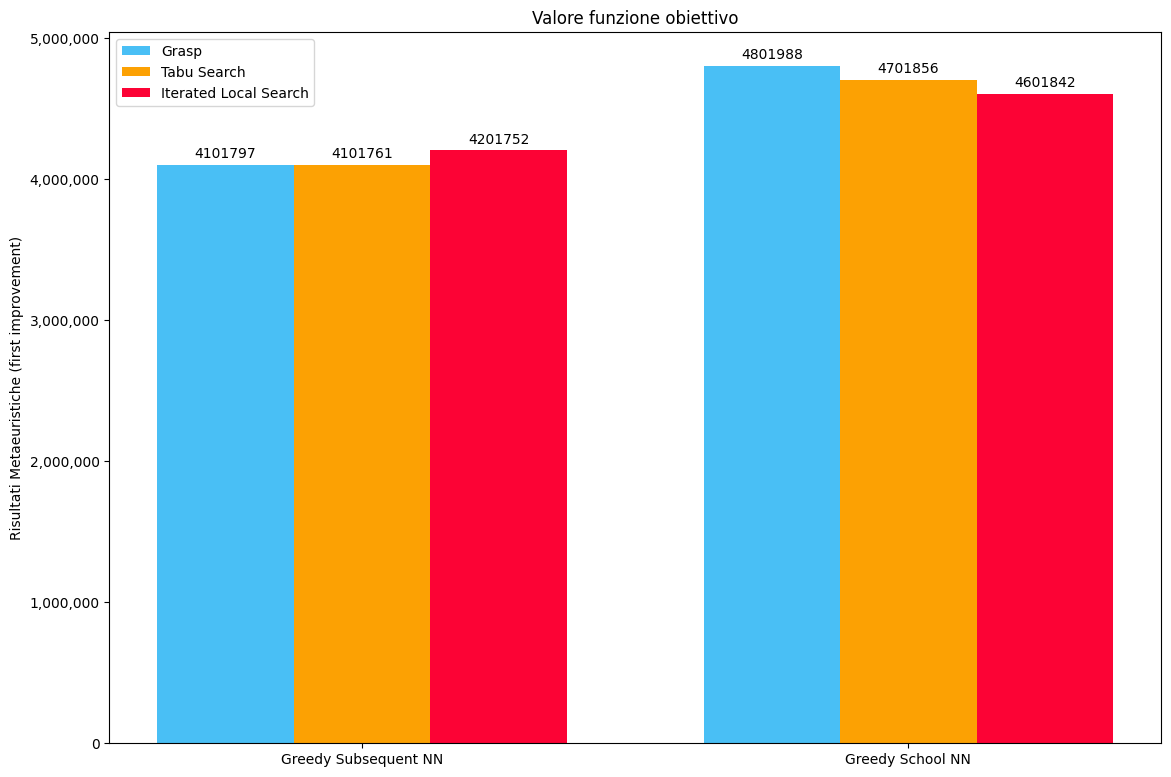 Valore funzione obiettivo
Grasp
Tabu Search
Iterated Local Search
Risultati Metaeuristiche (first improvement)
5,000,000
4,000,000
3,000,000
2,000,000
1,000,000
0
4101797
4101761
4201752
4801988
4701856
4601842
Greedy Subsequent NN
Greedy School NN